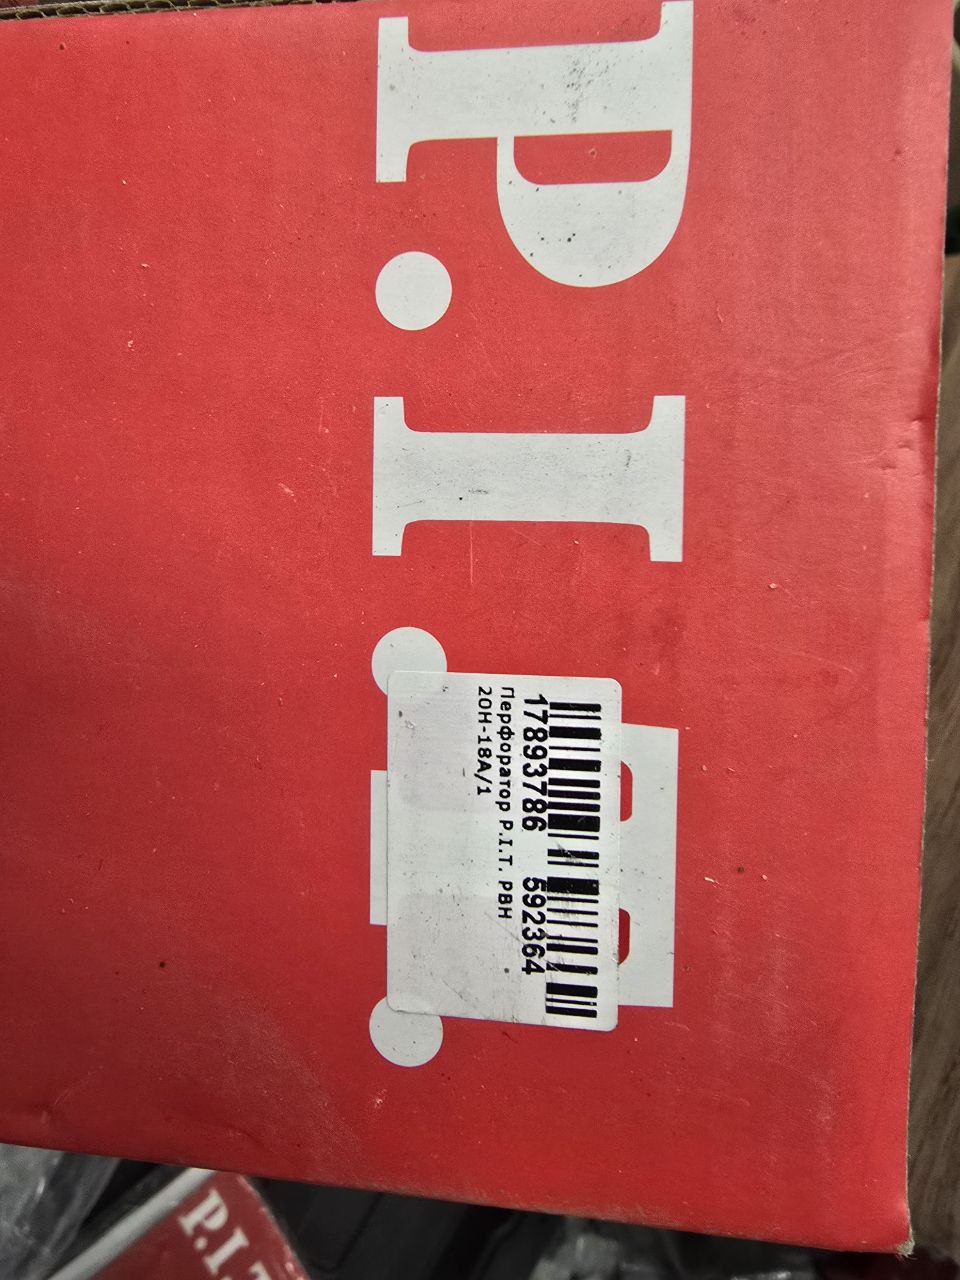 P.I.T.
17893786 592364
Перфоратор P.I.T. PBH
20H-18A/1
P.I.T